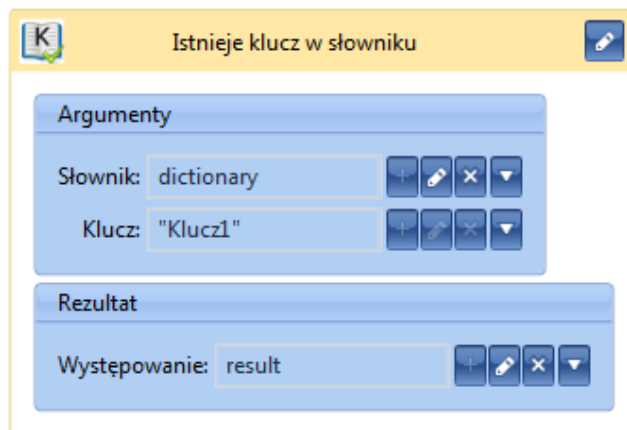 K
Istnieje klucz w słowniku
Argumenty
Słownik: dictionary
Klucz: "Klucz1"
Rezultat
Występowanie: result